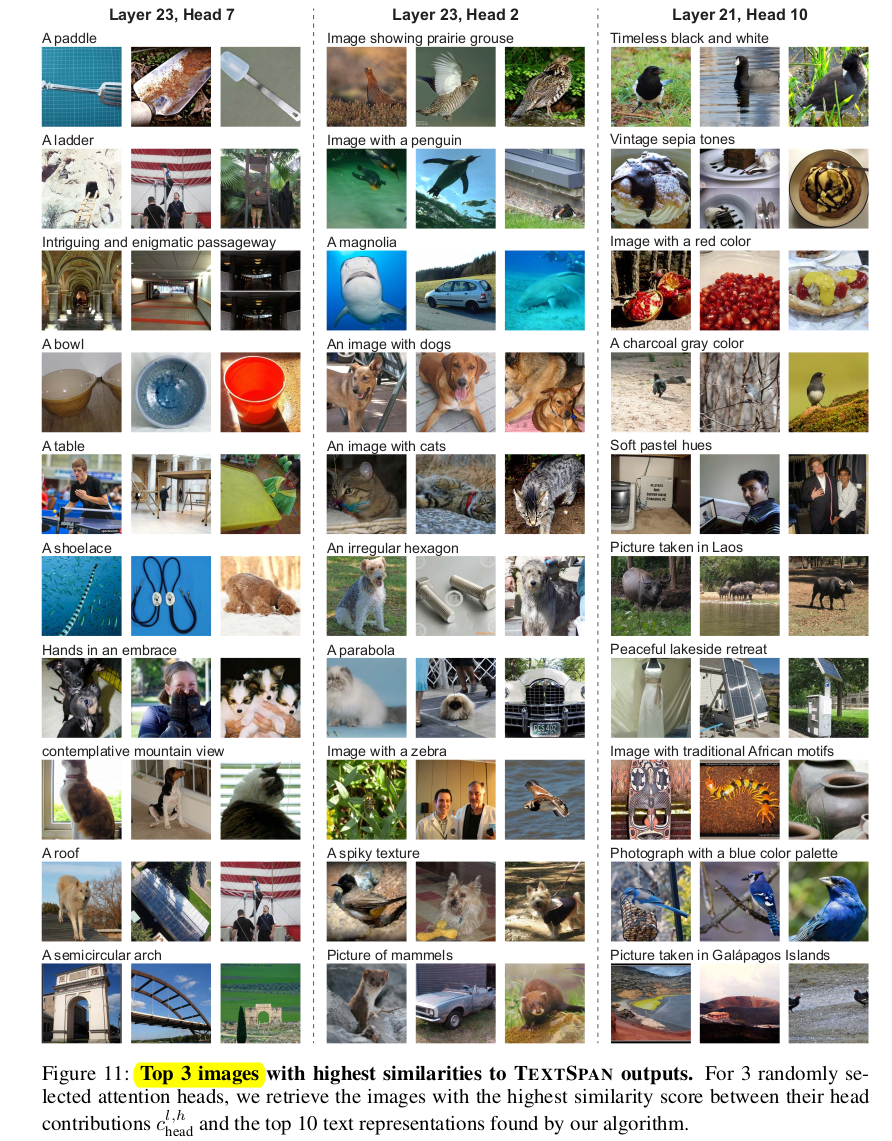 Layer 23, Head 7
A paddle
A ladder
Intriguing and enigmatic passageway
A bowl
A table
A shoelace
Hands in an embrace
contemplative mountain view
A roof
A semicircular arch
Layer 23, Head 2
Image showing prairie grouse
Image with a penguin
A magnolia
An image with dogs
An image with cats
An irregular hexagon
A parabola
Image with a zebra
A spiky texture
Picture of mammels
Layer 21, Head 10
Timeless black and white
Vintage sepia tones
Image with a red color
A charcoal gray color
Soft pastel hues
Picture taken in Laos
Peaceful lakeside retreat
Image with traditional African motifs
Photograph with a blue color palette
Picture taken in Galápagos Islands
Figure 11: Top 3 images with highest similarities to TEXTSPAN outputs. For 3 randomly se-
lected attention heads, we retrieve the images with the highest similarity score between their head
contributions c^{l,h}_{head} and the top 10 text representations found by our algorithm.